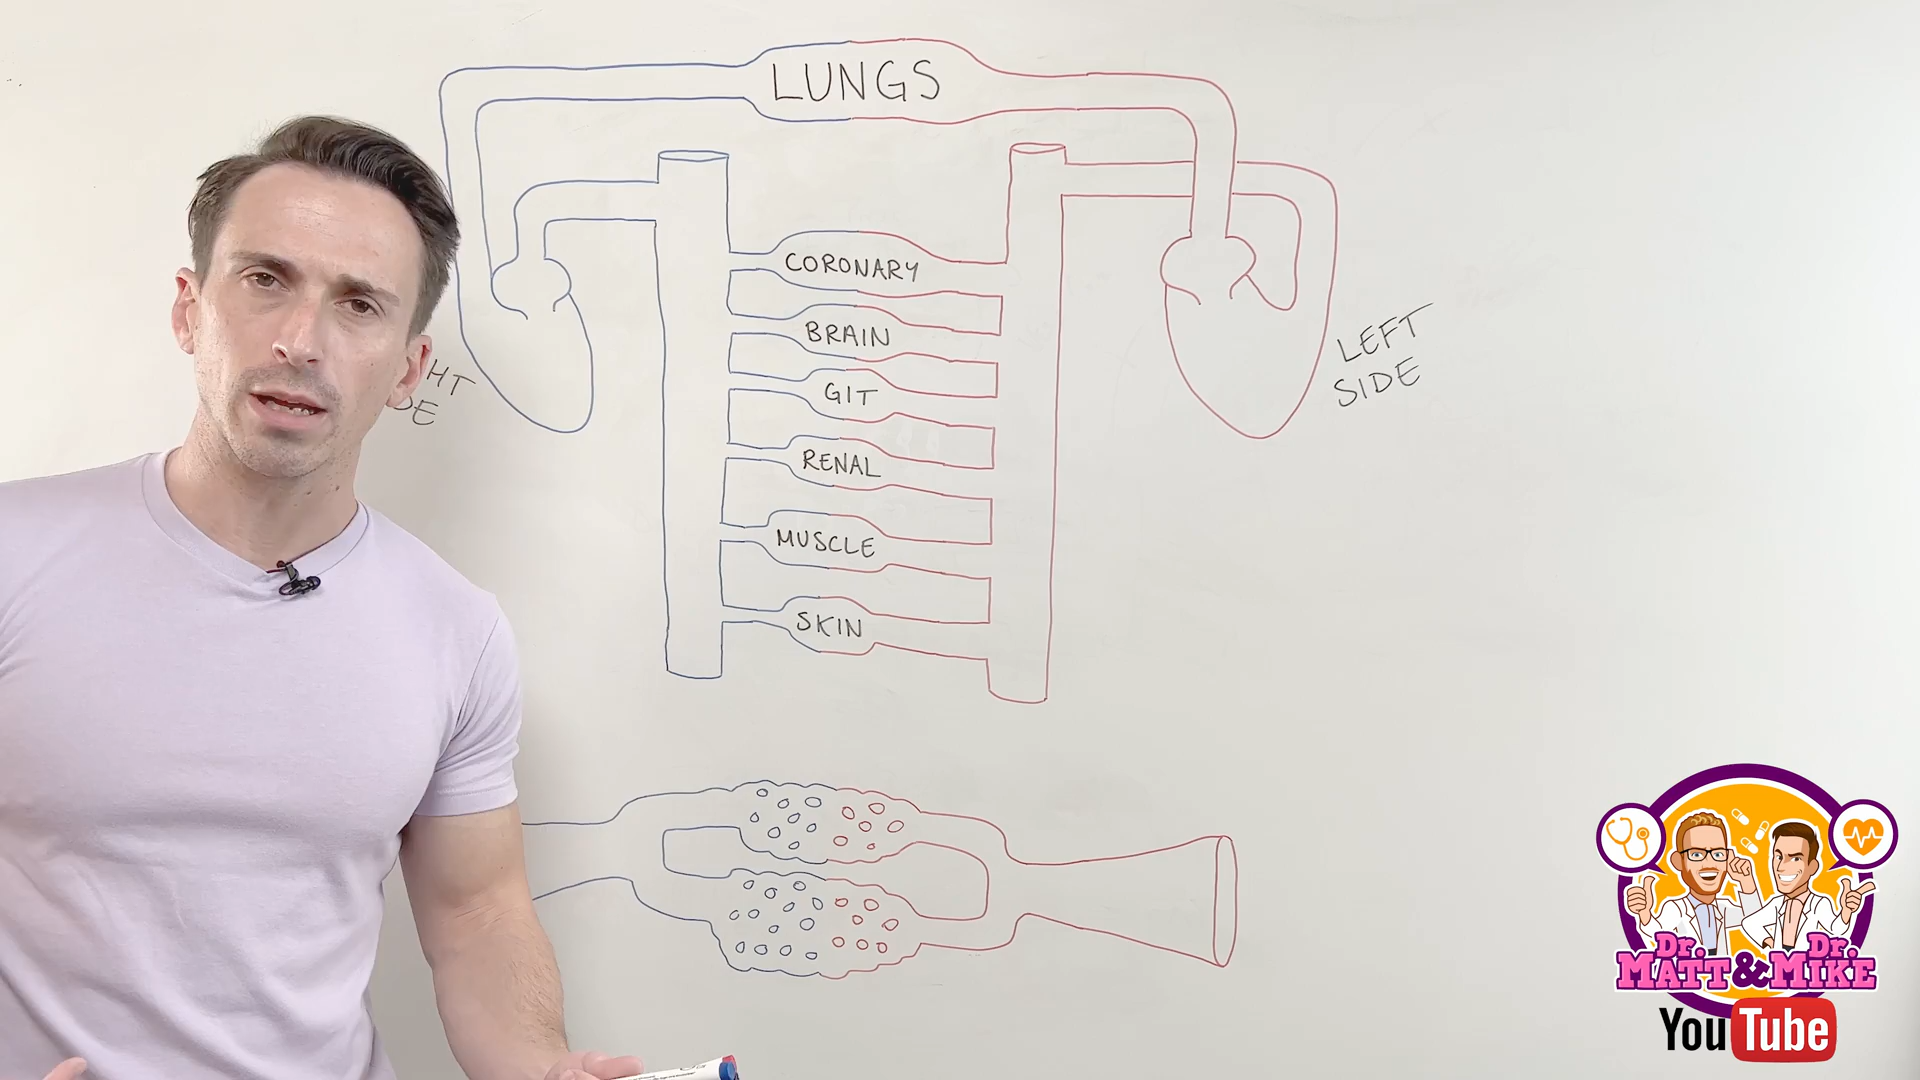 LUNGS
CORONARY
BRAIN
GIT
RENAL
MUSCLE
SKIN
HT
DE
LEFT
SIDE
Dr. Dr.
MATT & MIKE
YouTube